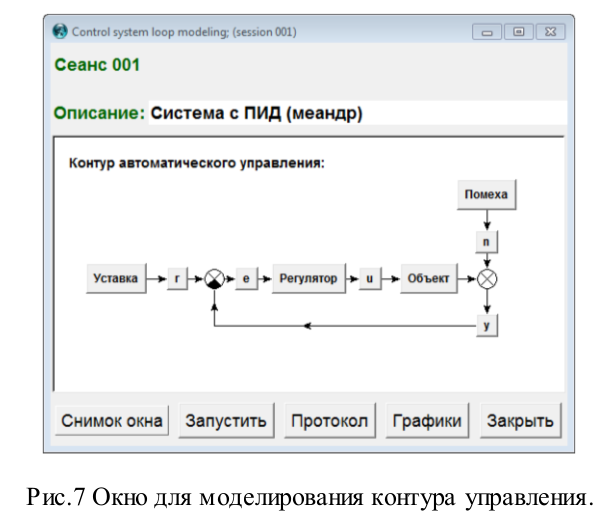 Control system loop modeling; (session 001)
Сеанс 001
Описание: Система с ПИД (меандр)
Контур автоматического управления:
Помеха
n
Уставка r e Регулятор u Объект
y
Снимок окна Запустить Протокол Графики Закрыть
Рис.7 Окно для моделирования контура управления.